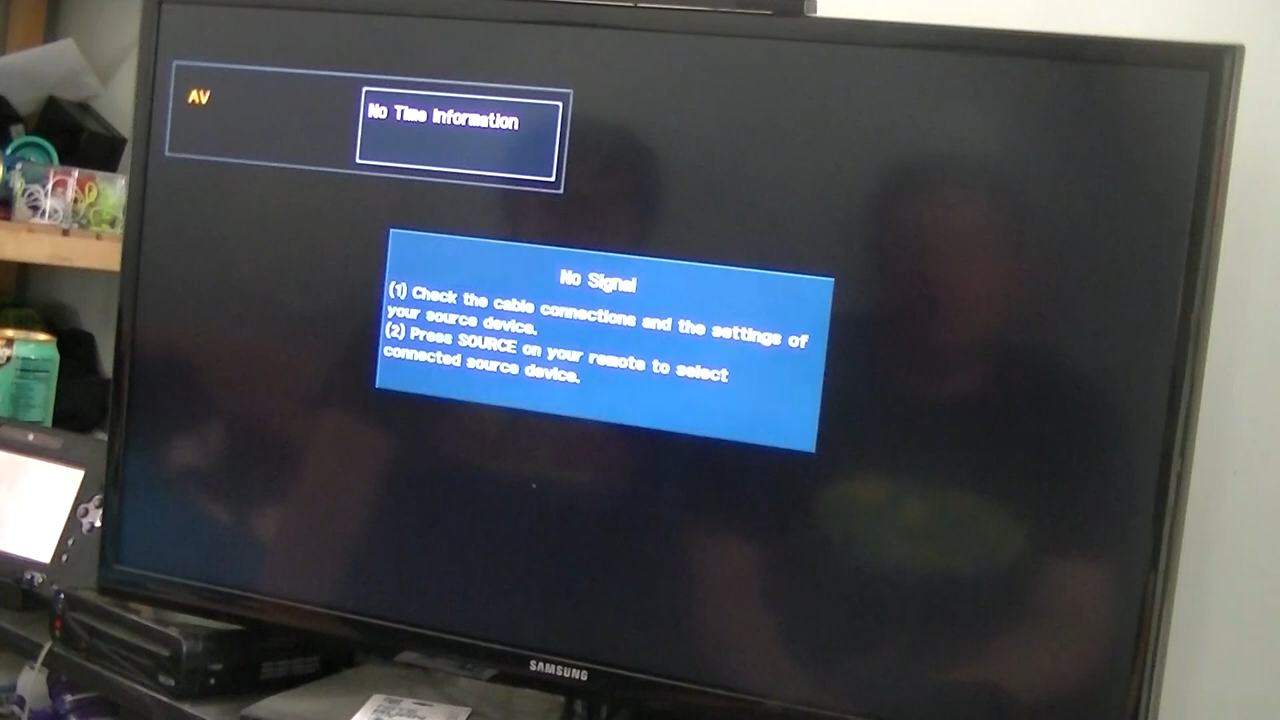 AV
No Time Information
No Signal
(1) Check the cable connections and the settings of
your source device.
(2) Press SOURCE on your remote to select
connected source device.
SAMSUNG